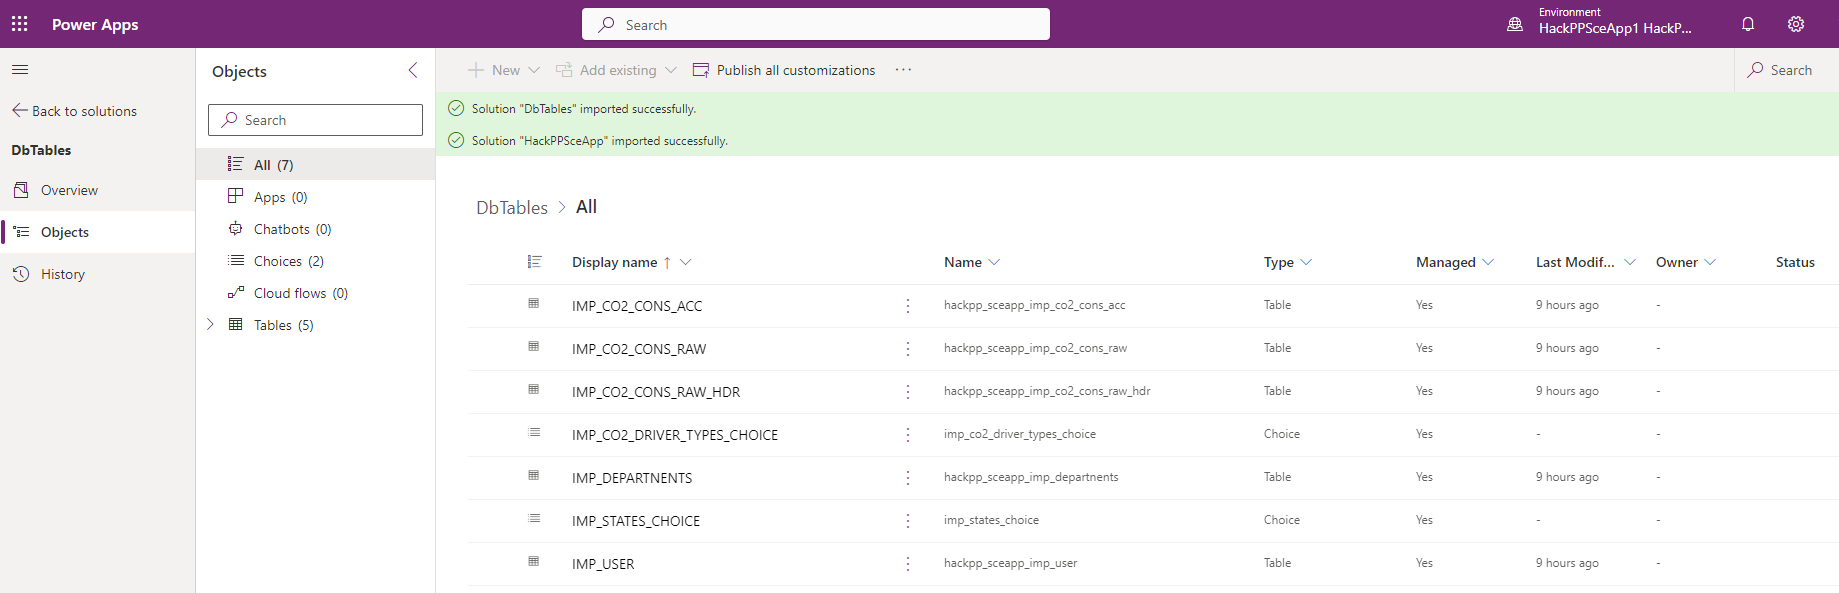 Power Apps
Search
Environment
HackPPSceApp1 HackP...
Back to solutions
DbTables
Overview
Objects
History
Objects
Search
All (7)
Apps (0)
Chatbots (0)
Choices (2)
Cloud flows (0)
Tables (5)
New
Add existing
Publish all customizations
Search
Solution "DbTables" imported successfully.
Solution "HackPPSceApp" imported successfully.
DbTables > All
Display name ↑ Name Type Managed Last Modif... Owner Status
IMP_CO2_CONS_ACC hackpp_sceapp_imp_co2_cons_acc Table Yes 9 hours ago -
IMP_CO2_CONS_RAW hackpp_sceapp_imp_co2_cons_raw Table Yes 9 hours ago -
IMP_CO2_CONS_RAW_HDR hackpp_sceapp_imp_co2_cons_raw_hdr Table Yes 9 hours ago -
IMP_CO2_DRIVER_TYPES_CHOICE imp_co2_driver_types_choice Choice Yes - -
IMP_DEPARTNENTS hackpp_sceapp_imp_departnents Table Yes 9 hours ago -
IMP_STATES_CHOICE imp_states_choice Choice Yes - -
IMP_USER hackpp_sceapp_imp_user Table Yes 9 hours ago -